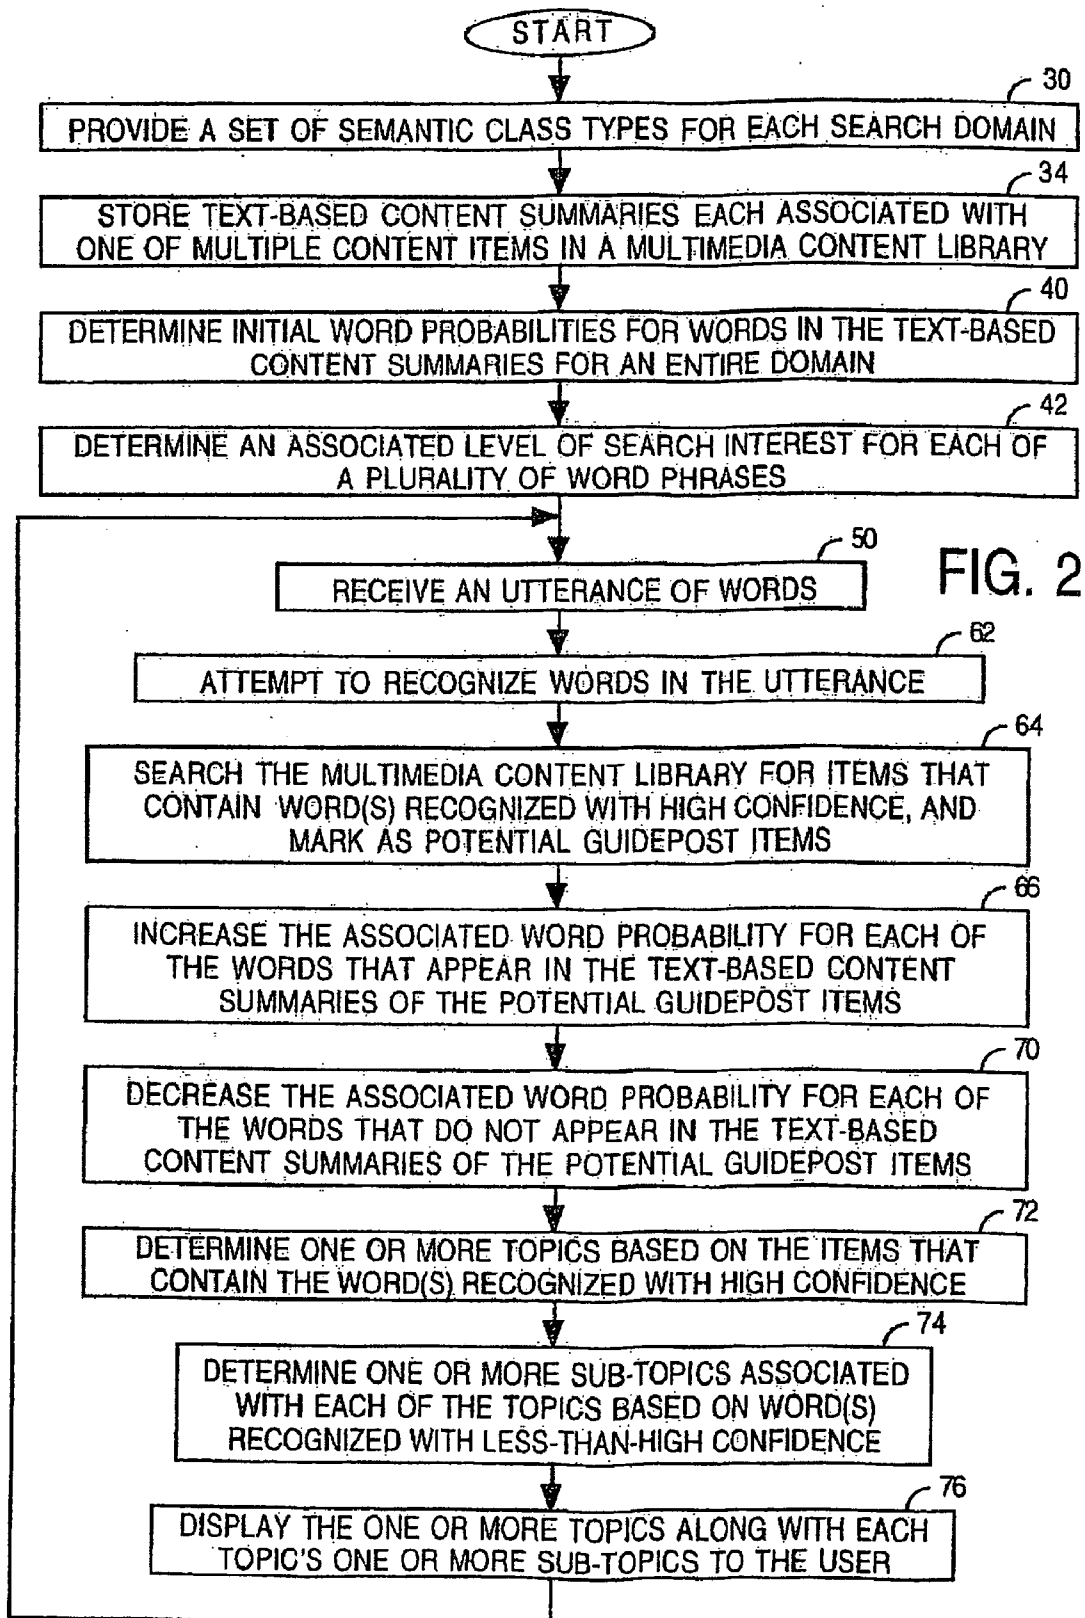 START
30
PROVIDE A SET OF SEMANTIC CLASS TYPES FOR EACH SEARCH DOMAIN
34
STORE TEXT-BASED CONTENT SUMMARIES EACH ASSOCIATED WITH
ONE OF MULTIPLE CONTENT ITEMS IN A MULTIMEDIA CONTENT LIBRARY
40
DETERMINE INITIAL WORD PROBABILITIES FOR WORDS IN THE TEXT-BASED
CONTENT SUMMARIES FOR AN ENTIRE DOMAIN
42
DETERMINE AN ASSOCIATED LEVEL OF SEARCH INTEREST FOR EACH OF
A PLURALITY OF WORD PHRASES
50
RECEIVE AN UTTERANCE OF WORDS
FIG. 2
62
ATTEMPT TO RECOGNIZE WORDS IN THE UTTERANCE
64
SEARCH THE MULTIMEDIA CONTENT LIBRARY FOR ITEMS THAT
CONTAIN WORD(S) RECOGNIZED WITH HIGH CONFIDENCE, AND
MARK AS POTENTIAL GUIDEPOST ITEMS
66
INCREASE THE ASSOCIATED WORD PROBABILITY FOR EACH OF
THE WORDS THAT APPEAR IN THE TEXT-BASED CONTENT
SUMMARIES OF THE POTENTIAL GUIDEPOST ITEMS
70
DECREASE THE ASSOCIATED WORD PROBABILITY FOR EACH OF
THE WORDS THAT DO NOT APPEAR IN THE TEXT-BASED
CONTENT SUMMARIES OF THE POTENTIAL GUIDEPOST ITEMS
72
DETERMINE ONE OR MORE TOPICS BASED ON THE ITEMS THAT
CONTAIN THE WORD(S) RECOGNIZED WITH HIGH CONFIDENCE
74
DETERMINE ONE OR MORE SUB-TOPICS ASSOCIATED
WITH EACH OF THE TOPICS BASED ON WORD(S)
RECOGNIZED WITH LESS-THAN-HIGH CONFIDENCE
76
DISPLAY THE ONE OR MORE TOPICS ALONG WITH EACH
TOPIC'S ONE OR MORE SUB-TOPICS TO THE USER